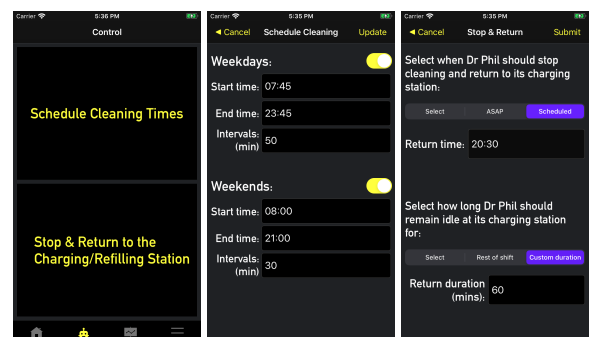 Carrier 5:36 PM
Control
Schedule Cleaning Times
Stop & Return to the
Charging/Refilling Station
Carrier 5:35 PM
◄ Cancel Schedule Cleaning Update
Weekdays:
Start time: 07:45
End time: 23:45
Intervals:
(min) 50
Weekends:
Start time: 08:00
End time: 21:00
Intervals:
(min) 30
Carrier 5:35 PM
◄ Cancel Stop & Return Submit
Select when Dr Phil should stop
cleaning and return to its charging
station:
Select ASAP Scheduled
Return time: 20:30
Select how long Dr Phil should
remain idle at its charging station
for:
Select Rest of shift Custom duration
Return duration
(mins): 60